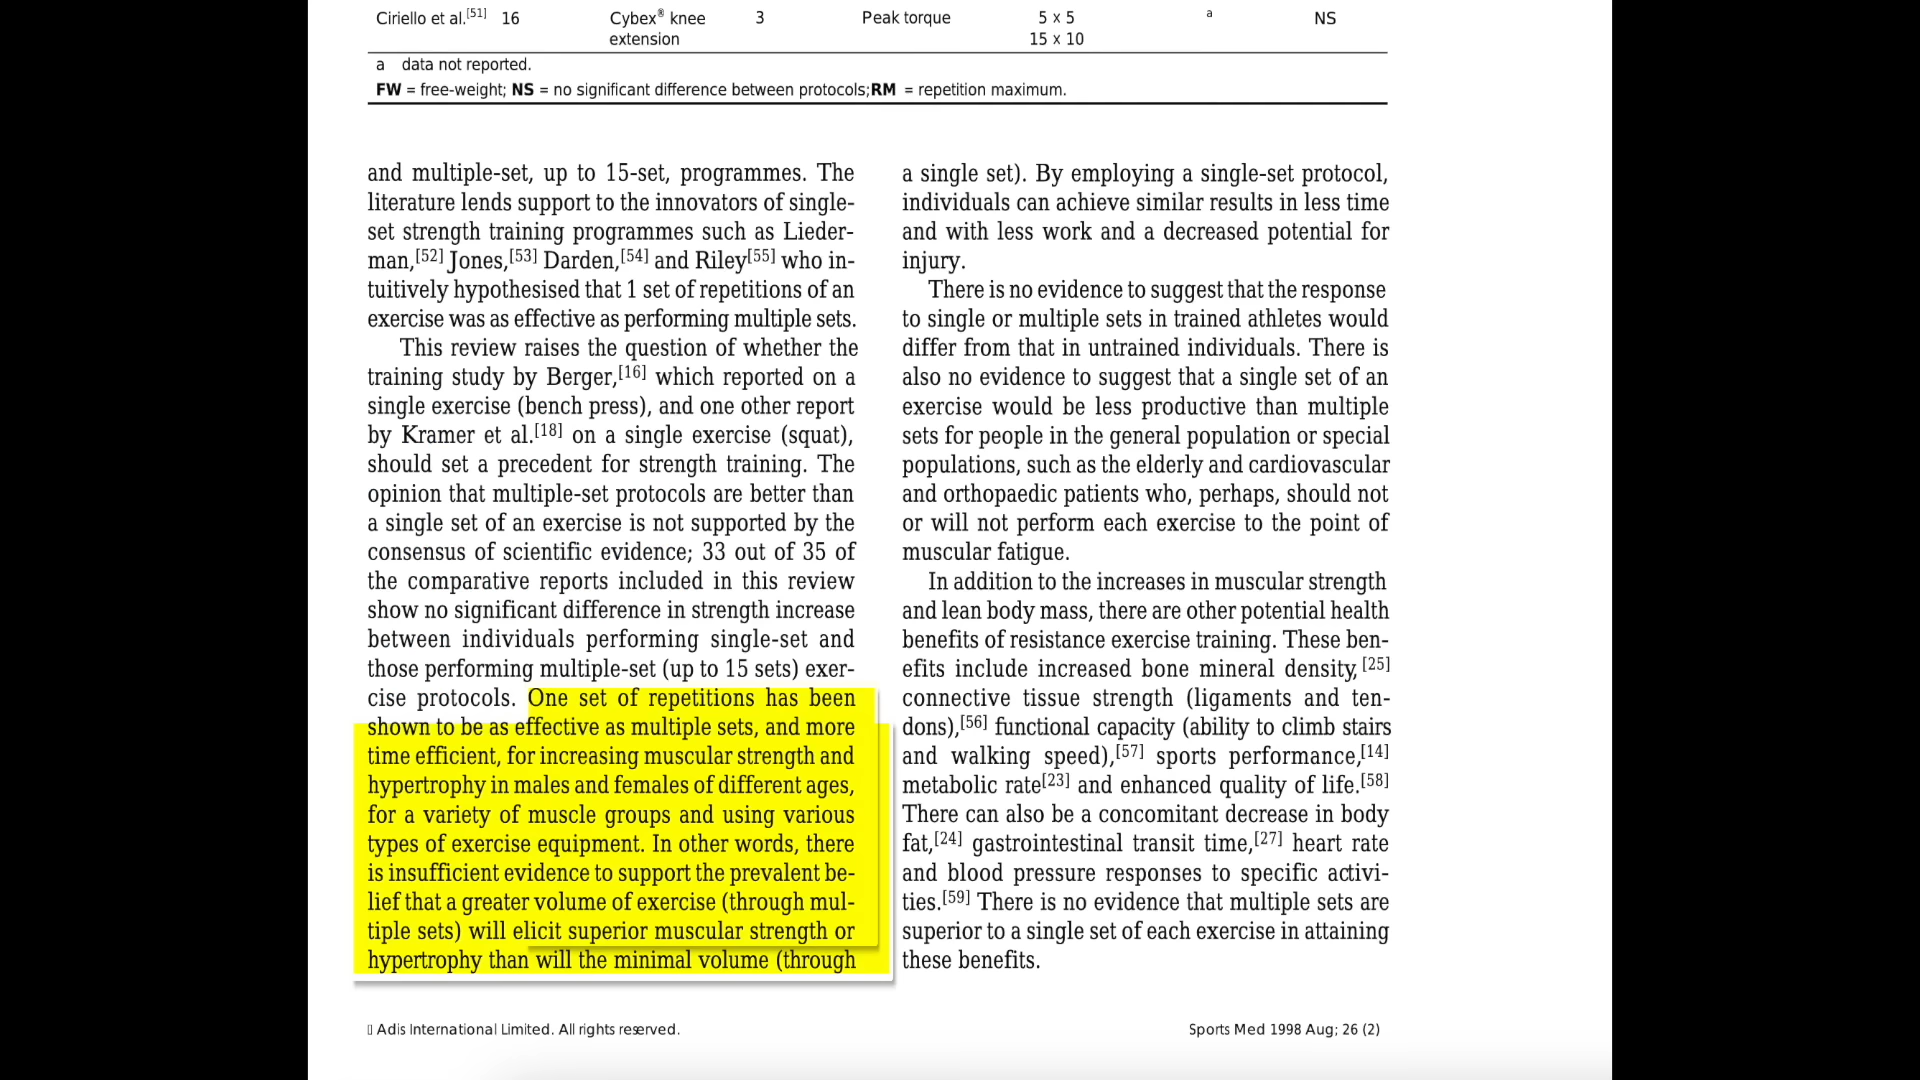 Ciriello et al.[51] 16 Cybex® knee 3 Peak torque 5 x 5 a NS
extension 15 x 10
a data not reported.
FW = free-weight; NS = no significant difference between protocols;RM = repetition maximum.
and multiple-set, up to 15-set, programmes. The
literature lends support to the innovators of single-
set strength training programmes such as Lieder-
man,[52] Jones,[53] Darden,[54] and Riley[55] who in-
tuitively hypothesised that 1 set of repetitions of an
exercise was as effective as performing multiple sets.
This review raises the question of whether the
training study by Berger,[16] which reported on a
single exercise (bench press), and one other report
by Kramer et al.[18] on a single exercise (squat),
should set a precedent for strength training. The
opinion that multiple-set protocols are better than
a single set of an exercise is not supported by the
consensus of scientific evidence; 33 out of 35 of
the comparative reports included in this review
show no significant difference in strength increase
between individuals performing single-set and
those performing multiple-set (up to 15 sets) exer-
cise protocols. One set of repetitions has been
shown to be as effective as multiple sets, and more
time efficient, for increasing muscular strength and
hypertrophy in males and females of different ages,
for a variety of muscle groups and using various
types of exercise equipment. In other words, there
is insufficient evidence to support the prevalent be-
lief that a greater volume of exercise (through mul-
tiple sets) will elicit superior muscular strength or
hypertrophy than will the minimal volume (through
a single set). By employing a single-set protocol,
individuals can achieve similar results in less time
and with less work and a decreased potential for
injury.
There is no evidence to suggest that the response
to single or multiple sets in trained athletes would
differ from that in untrained individuals. There is
also no evidence to suggest that a single set of an
exercise would be less productive than multiple
sets for people in the general population or special
populations, such as the elderly and cardiovascular
and orthopaedic patients who, perhaps, should not
or will not perform each exercise to the point of
muscular fatigue.
In addition to the increases in muscular strength
and lean body mass, there are other potential health
benefits of resistance exercise training. These ben-
efits include increased bone mineral density,[25]
connective tissue strength (ligaments and ten-
dons),[56] functional capacity (ability to climb stairs
and walking speed),[57] sports performance,[14]
metabolic rate[23] and enhanced quality of life.[58]
There can also be a concomitant decrease in body
fat,[24] gastrointestinal transit time,[27] heart rate
and blood pressure responses to specific activi-
ties.[59] There is no evidence that multiple sets are
superior to a single set of each exercise in attaining
these benefits.
Adis International Limited. All rights reserved.
Sports Med 1998 Aug; 26 (2)